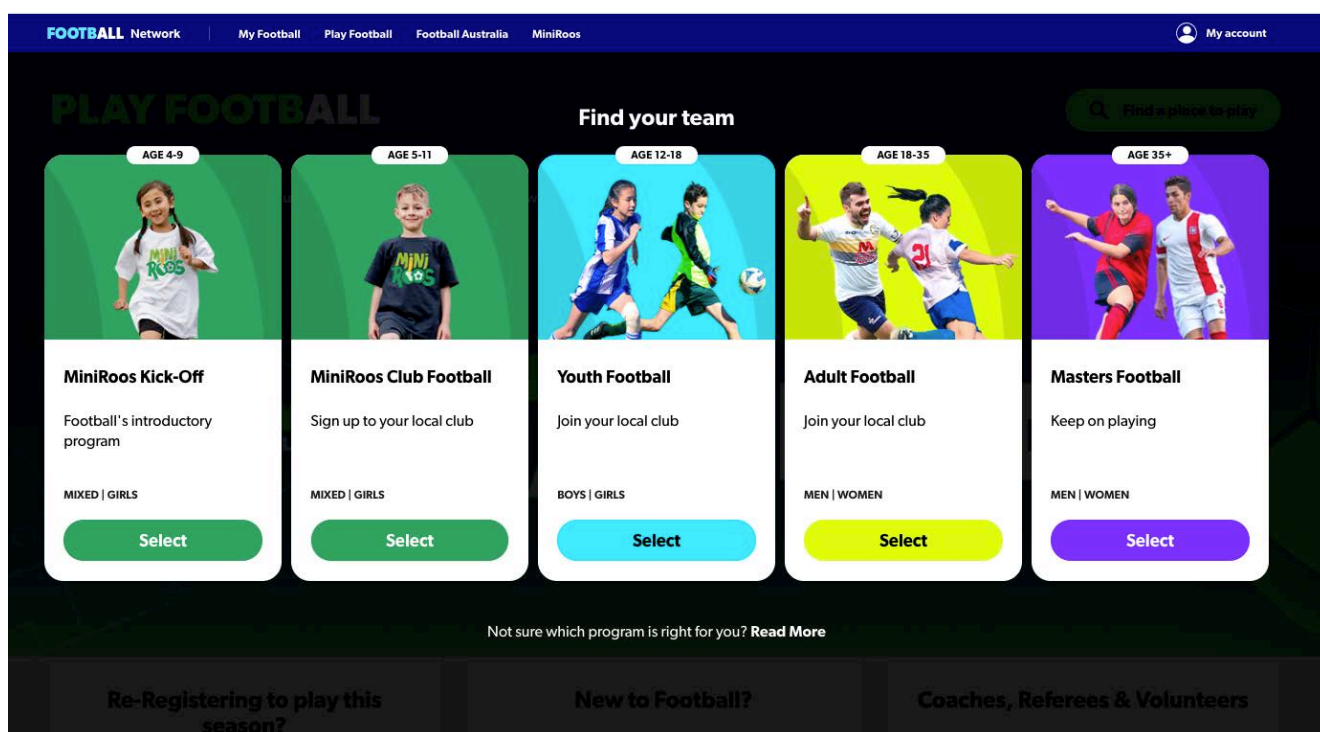 FOOTBALL Network
My Football
Play Football
Football Australia
MiniRoos
My account
PLAY FOOTBALL
Find your team
Find a place to play
AGE 4-9
MINI
ROOS
MiniRoos Kick-Off
Football's introductory
program
MIXED | GIRLS
Select
AGE 5-11
MINI
ROOS
MiniRoos Club Football
Sign up to your local club
MIXED | GIRLS
Select
AGE 12-18
Youth Football
Join your local club
BOYS | GIRLS
Select
AGE 18-35
21
Adult Football
Join your local club
MEN | WOMEN
Select
AGE 35+
Masters Football
Keep on playing
MEN | WOMEN
Select
Not sure which program is right for you? Read More
Re-Registering to play this
season?
New to Football?
Coaches, Referees & Volunteers